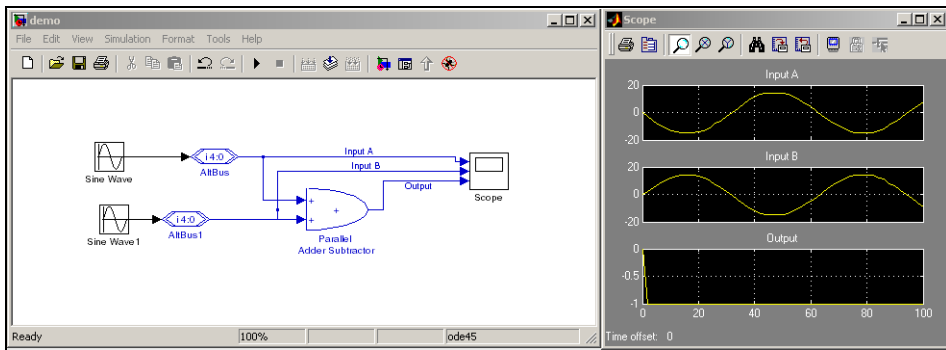 demo
File Edit View Simulation Format Tools Help
i 4:0
AltBus
Sine Wave
i 4:0
AltBus1
Sine Wave1
Input A
Input B
Output
Scope
+
+
+
Parallel
Adder Subtractor
Ready 100% ode45
Scope
Input A
20
0
-20
Input B
20
0
-20
Output
0
-0.5
-1
0 20 40 60 80 100
Time offset: 0